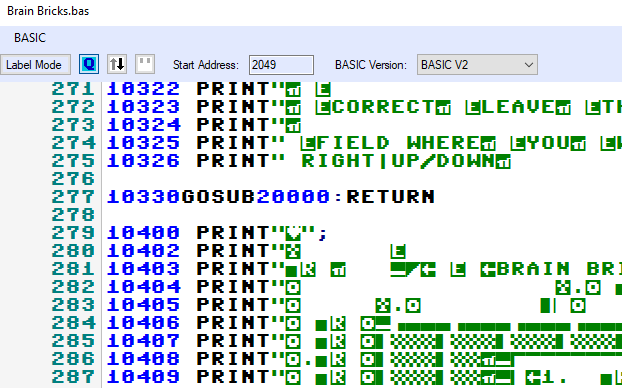 Brain Bricks.bas
BASIC
Label Mode Q Start Address: 2049 BASIC Version: BASIC V2
271 10322 PRINT"
272 10323 PRINT" CORRECT LEAVE TH
273 10324 PRINT"
274 10325 PRINT" FIELD WHERE YOU
275 10326 PRINT" RIGHT|UP/DOWN
276
277 10330GOSUB20000:RETURN
278
279 10400 PRINT"♥";
280 10402 PRINT"
281 10403 PRINT" BRAIN BRI
282 10404 PRINT"
283 10405 PRINT"
284 10406 PRINT"
285 10407 PRINT"
286 10408 PRINT"
287 10409 PRINT"